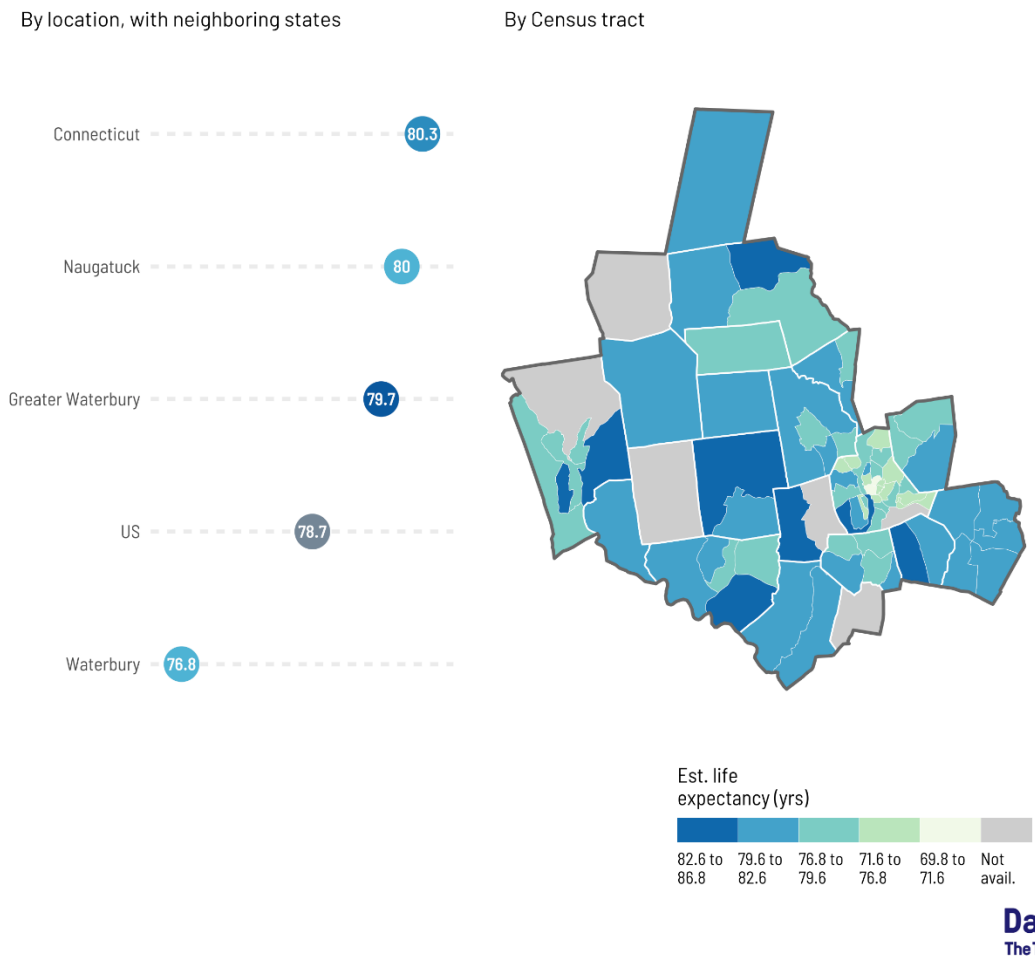 By location, with neighboring states
By Census tract
Connecticut
80.3
Naugatuck
80
Greater Waterbury
79.7
US
78.7
Waterbury
76.8
Est. life
expectancy (yrs)
82.6 to
86.8
79.6 to
82.6
76.8 to
79.6
71.6 to
76.8
69.8 to
71.6
Not
avail.
Da
The